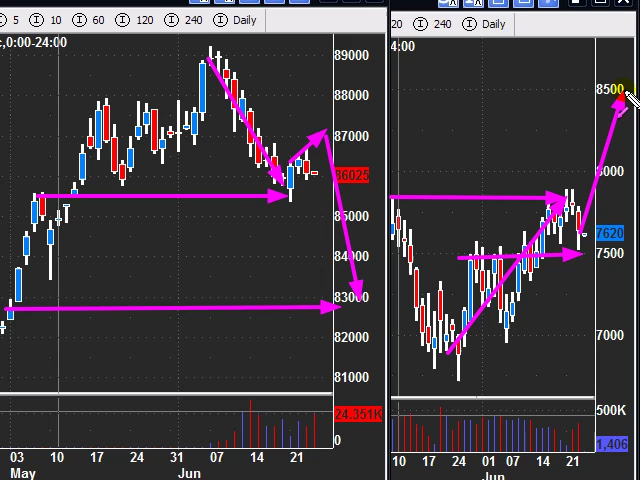 5 10 60 120 240 Daily
c,0:00-24:00
89000
88000
87000
86025
85000
83000
82000
81000
24.351K
0
03 10 17 24 31 07 14 21
May Jun
20 240 Daily
4:00
8500
8000
7620
7500
7000
500K
1,406
10 17 24 01 07 14 21
Jun